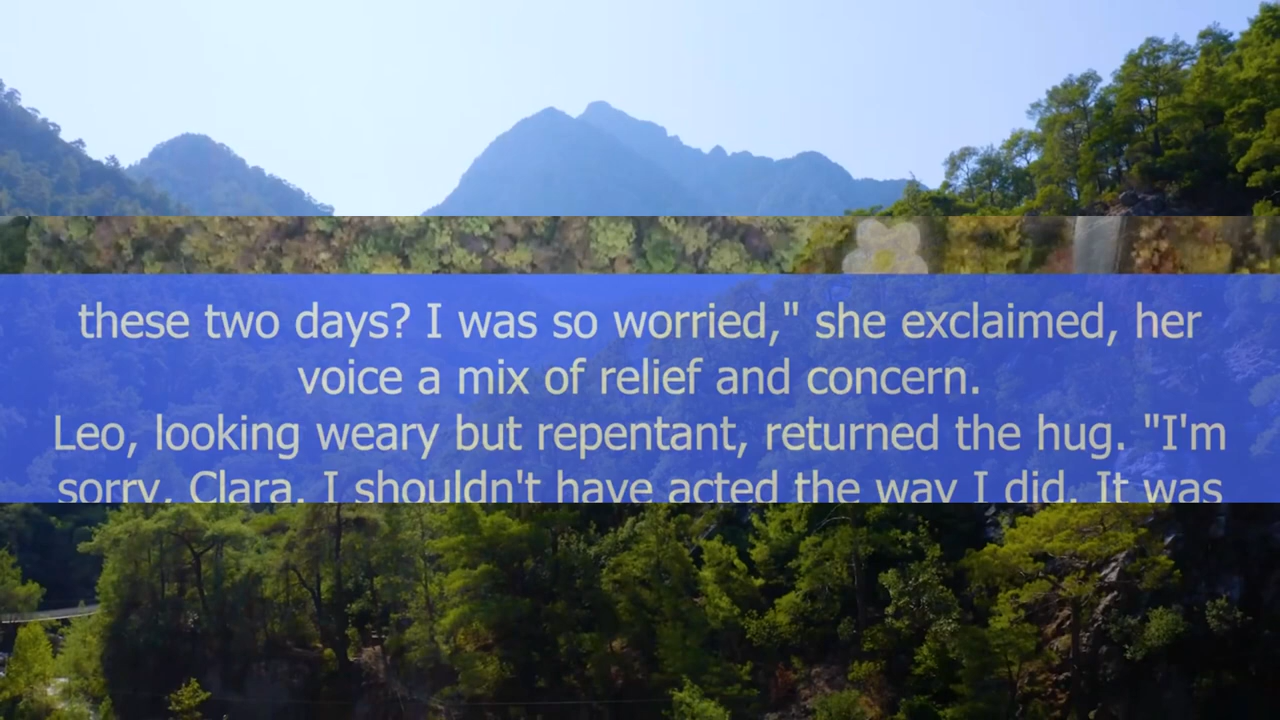 these two days? I was so worried," she exclaimed, her
voice a mix of relief and concern.
Leo, looking weary but repentant, returned the hug. "I'm
sorry, Clara. I shouldn't have acted the way I did. It was